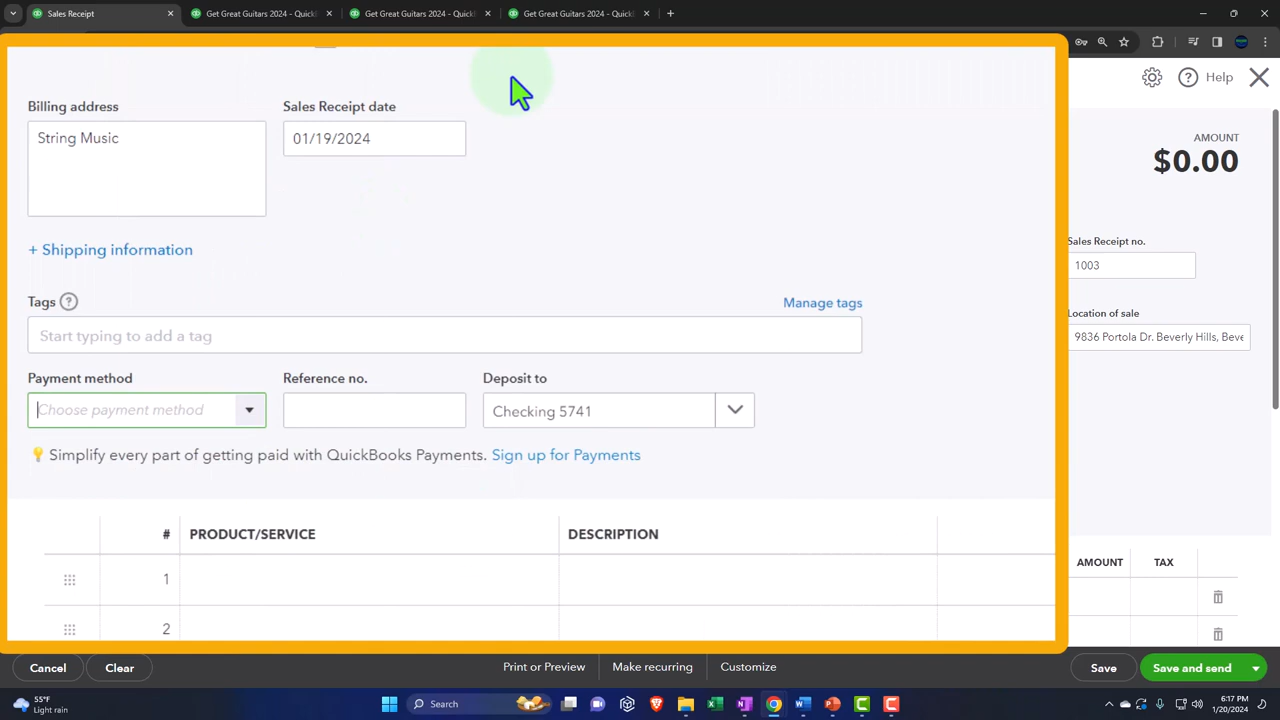 Sales Receipt
Get Great Guitars 2024 – QuickB
Get Great Guitars 2024 – QuickB
Get Great Guitars 2024 – QuickB
Help
Billing address
Sales Receipt date
String Music
01/19/2024
AMOUNT
$0.00
+ Shipping information
Sales Receipt no.
1003
Tags ?
Manage tags
Location of sale
Start typing to add a tag
9836 Portola Dr. Beverly Hills, Beve
Payment method
Reference no.
Deposit to
Choose payment method
Checking 5741
Simplify every part of getting paid with QuickBooks Payments. Sign up for Payments
# PRODUCT/SERVICE DESCRIPTION
AMOUNT TAX
1
2
Cancel
Clear
Print or Preview
Make recurring
Customize
Save
Save and send
55°F
Light rain
Search
6:17 PM
1/20/2024